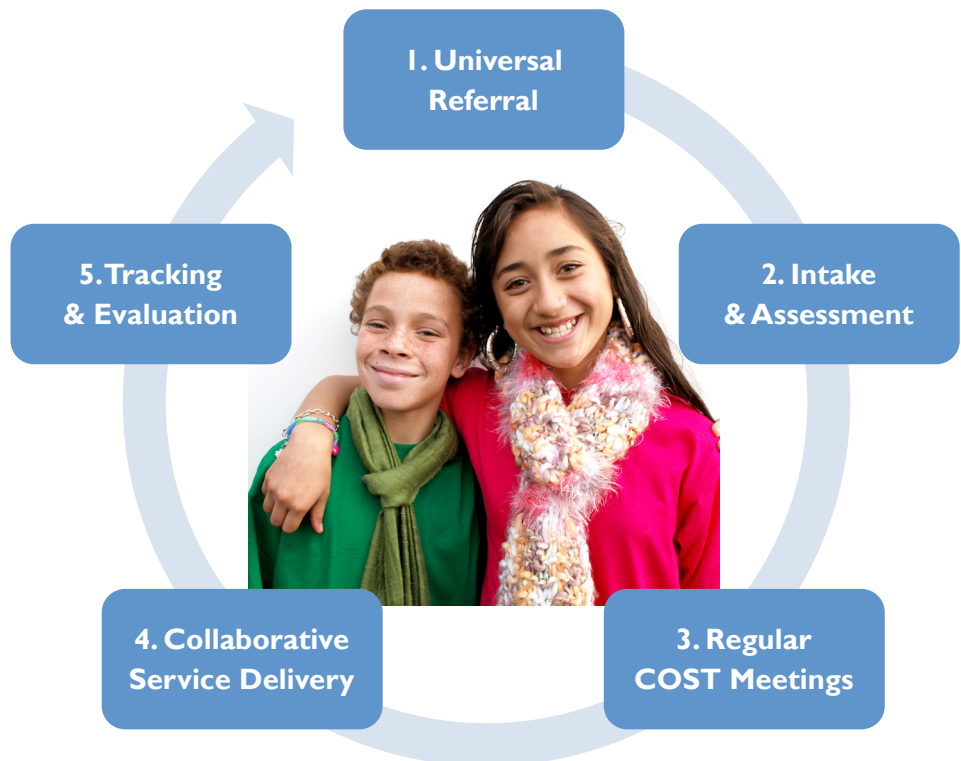 1. Universal
Referral
2. Intake
& Assessment
3. Regular
COST Meetings
4. Collaborative
Service Delivery
5. Tracking
& Evaluation